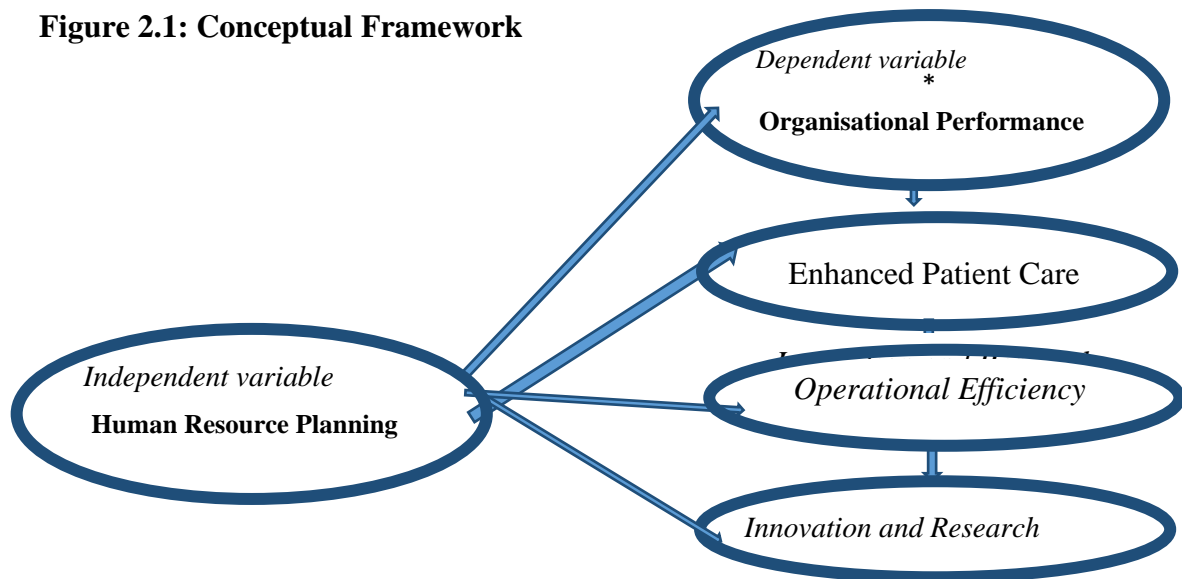 Figure 2.1: Conceptual Framework
Dependent variable
*
Organisational Performance
Enhanced Patient Care
Independent variable
Human Resource Planning
Operational Efficiency
Innovation and Research